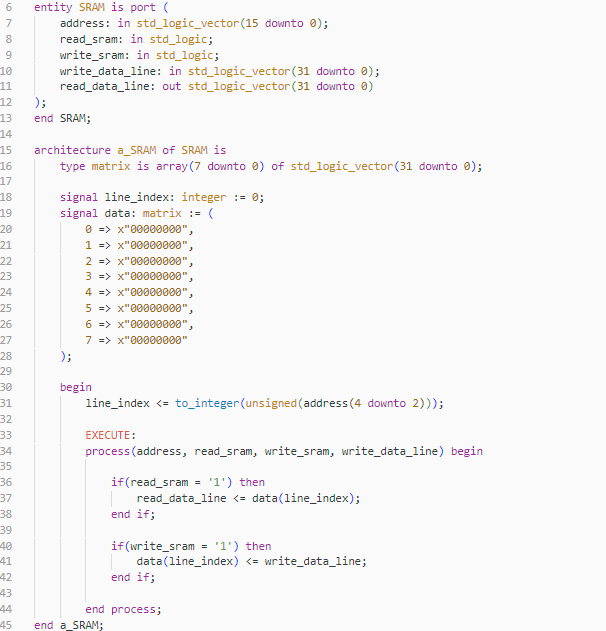 6 entity SRAM is port (
7     address: in std_logic_vector(15 downto 0);
8     read_sram: in std_logic;
9     write_sram: in std_logic;
10     write_data_line: in std_logic_vector(31 downto 0);
11     read_data_line: out std_logic_vector(31 downto 0)
12 );
13 end SRAM;
14
15 architecture a_SRAM of SRAM is
16     type matrix is array(7 downto 0) of std_logic_vector(31 downto 0);
17
18     signal line_index: integer := 0;
19     signal data: matrix := (
20         0 => x"00000000",
21         1 => x"00000000",
22         2 => x"00000000",
23         3 => x"00000000",
24         4 => x"00000000",
25         5 => x"00000000",
26         6 => x"00000000",
27         7 => x"00000000"
28     );
29
30     begin
31         line_index <= to_integer(unsigned(address(4 downto 2)));
32
33         EXECUTE:
34         process(address, read_sram, write_sram, write_data_line) begin
35
36             if(read_sram = '1') then
37                 read_data_line <= data(line_index);
38             end if;
39
40             if(write_sram = '1') then
41                 data(line_index) <= write_data_line;
42             end if;
43
44         end process;
45 end a_SRAM;